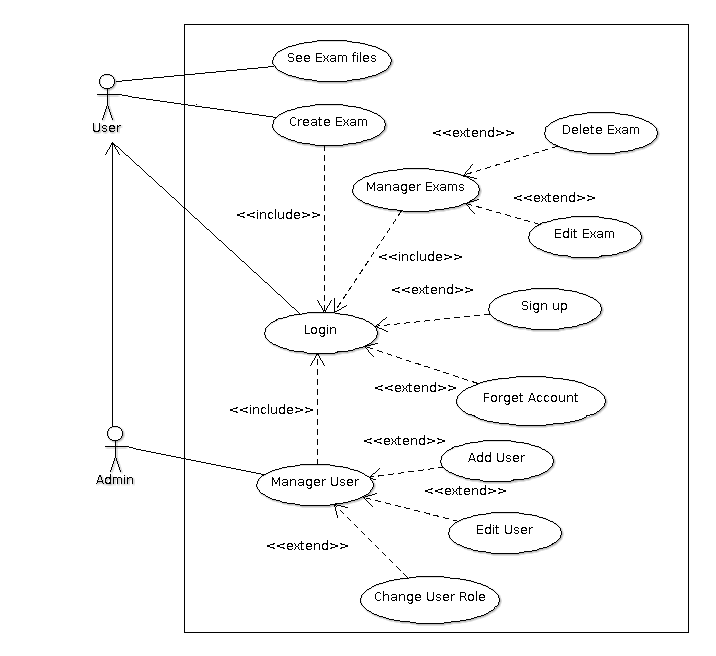 See Exam files
Create Exam
User
<<extend>>
Delete Exam
Manager Exams
<<extend>>
<<include>>
Edit Exam
<<include>>
<<extend>>
Sign up
Login
<<extend>>
Forget Account
<<include>>
<<extend>>
Add User
Admin
Manager User
<<extend>>
Edit User
<<extend>>
Change User Role